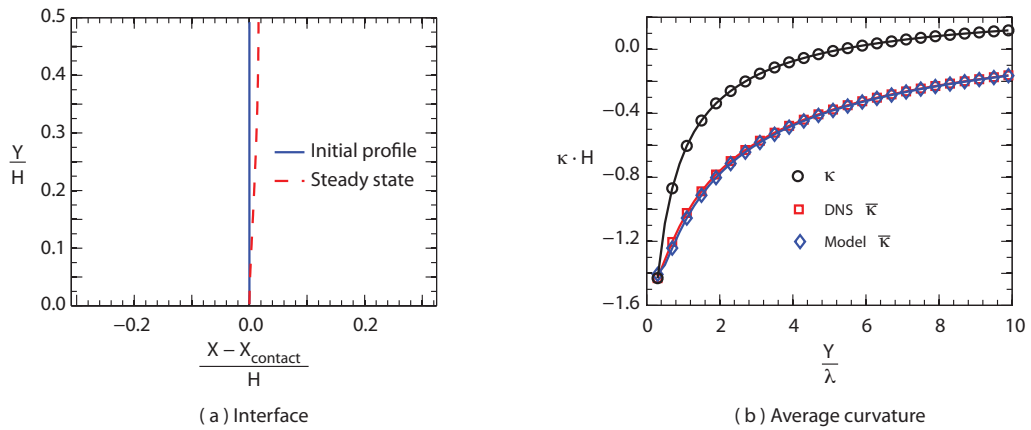 0.5
0.4
0.3
0.2
0.1
0.0
Y
H
Initial profile
Steady state
−0.2
0.0
0.2
X − Xcontact
H
( a ) Interface
0.0
−0.4
−0.8
−1.2
−1.6
κ · H
κ
DNS κ̅
Model κ̅
0
2
4
6
8
10
Y
λ
( b ) Average curvature